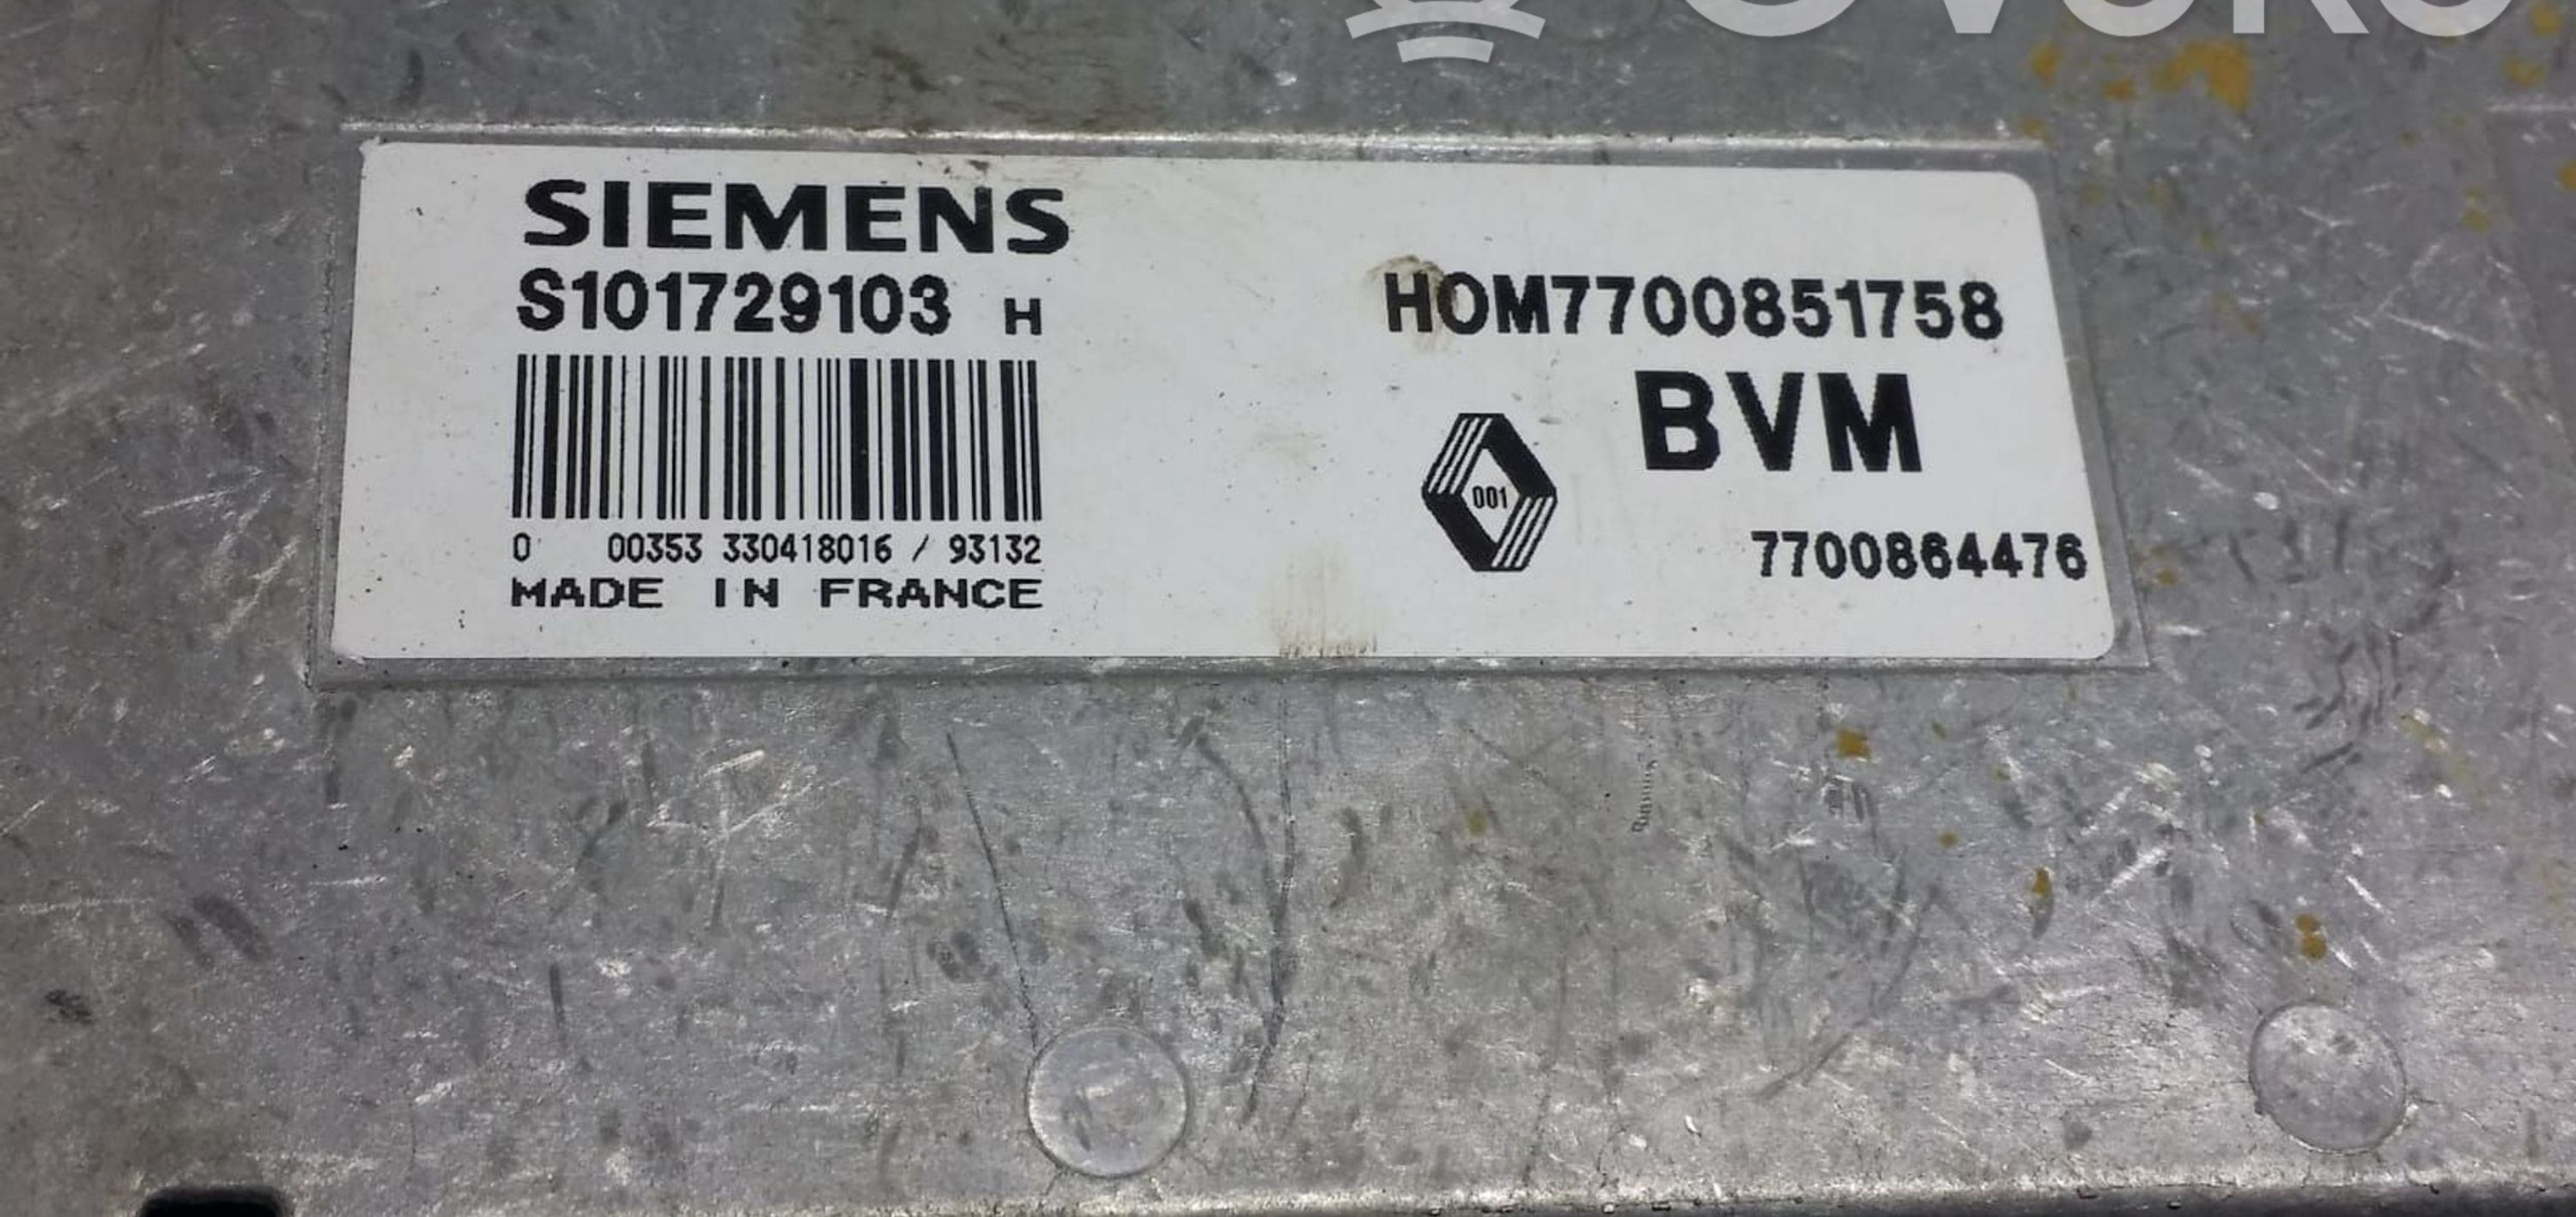 SIEMENS
S101729103 H
0 00353 330418016 / 93132
MADE IN FRANCE
HOM7700851758
BVM
001
7700864476